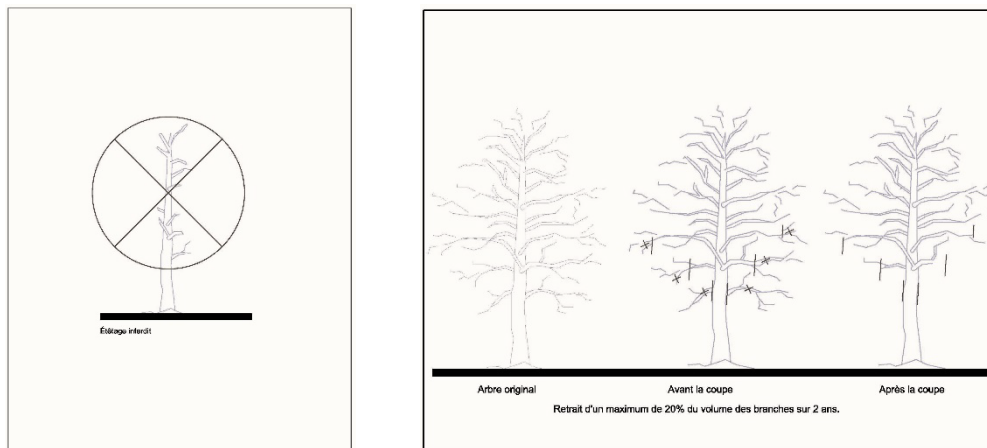 Étêtage interdit
Arbre original
Avant la coupe
Après la coupe
Retrait d'un maximum de 20% du volume des branches sur 2 ans.